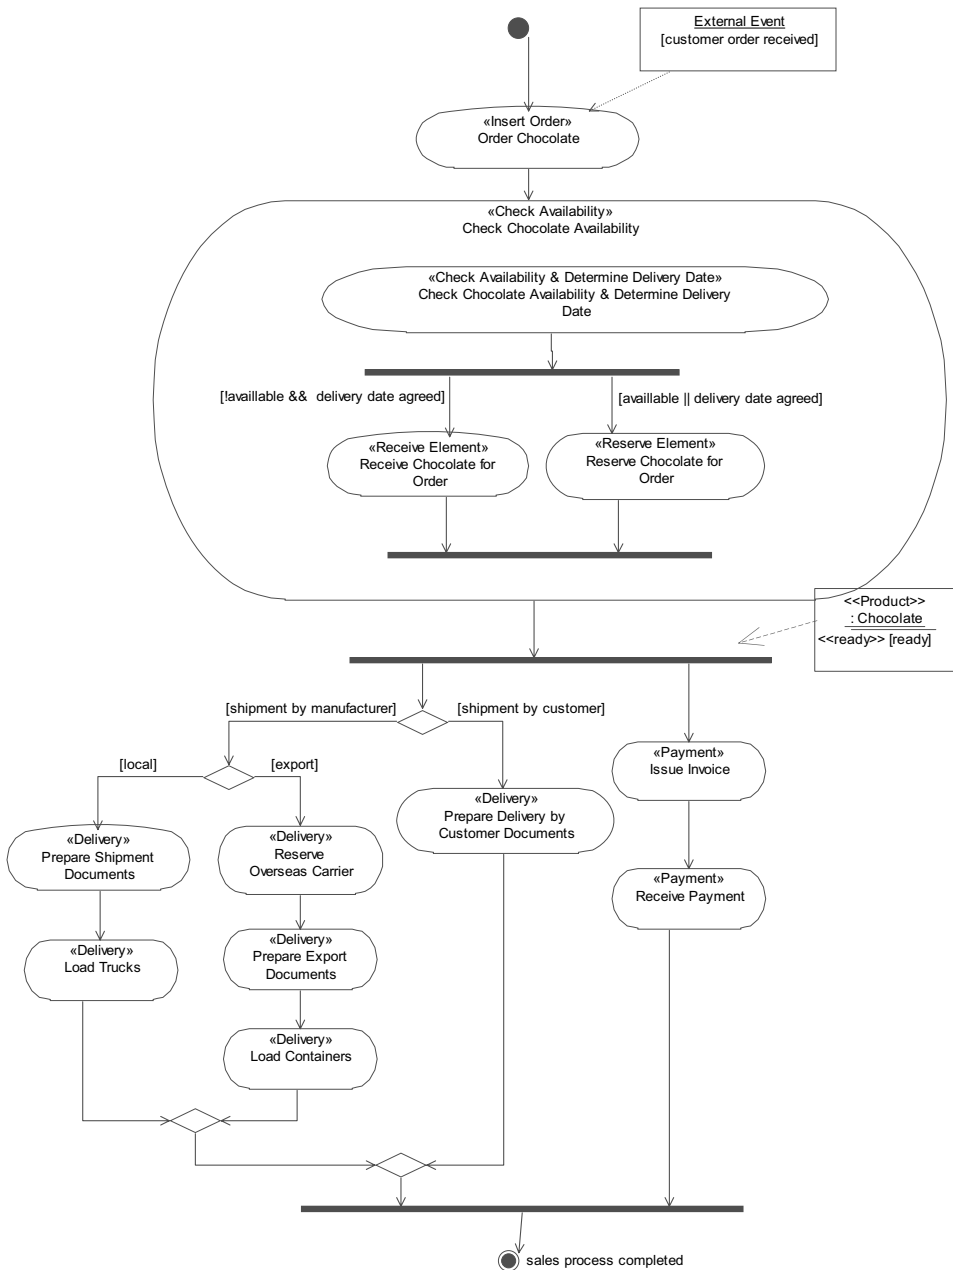 External Event
[customer order received]
«Insert Order»
Order Chocolate
«Check Availability»
Check Chocolate Availability
«Check Availability & Determine Delivery Date»
Check Chocolate Availability & Determine Delivery
Date
[!availlable &&  delivery date agreed]
[availlable || delivery date agreed]
«Receive Element»
Receive Chocolate for
Order
«Reserve Element»
Reserve Chocolate for
Order
<<Product>>
: Chocolate
<<ready>> [ready]
[shipment by manufacturer]
[shipment by customer]
[local]
[export]
«Payment»
Issue Invoice
«Delivery»
Prepare Delivery by
Customer Documents
«Delivery»
Prepare Shipment
Documents
«Delivery»
Reserve
Overseas Carrier
«Payment»
Receive Payment
«Delivery»
Load Trucks
«Delivery»
Prepare Export
Documents
«Delivery»
Load Containers
sales process completed